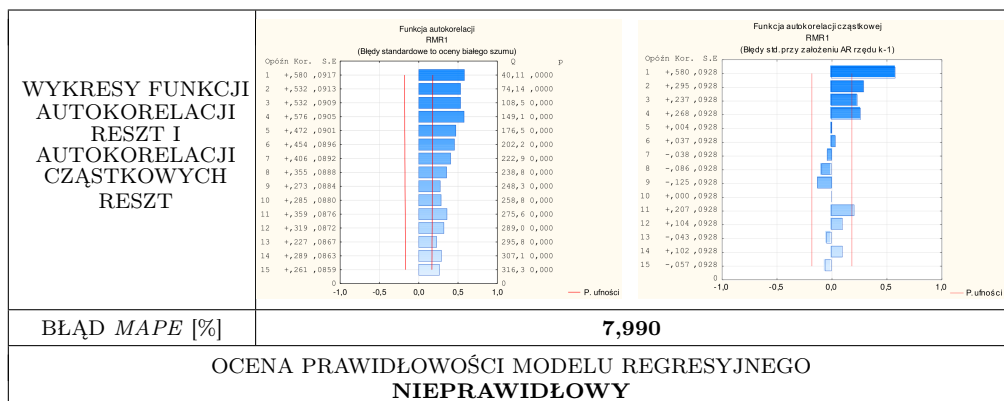 WYKRESY FUNKCJI
AUTOKORELACJI
RESZT I
AUTOKORELACJI
CZĄSTKOWYCH
RESZT
Funkcja autokorelacji
RMR1
(Błędy standardowe to oceny białego szumu)
Opóźn Kor. S.E Q p
1 +,580 ,0917 40,11 ,0000
2 +,532 ,0913 74,14 ,0000
3 +,532 ,0909 108,5 0,000
4 +,576 ,0905 149,1 0,000
5 +,472 ,0901 176,5 0,000
6 +,454 ,0896 202,2 0,000
7 +,406 ,0892 222,9 0,000
8 +,355 ,0888 238,8 0,000
9 +,273 ,0884 248,3 0,000
10 +,285 ,0880 258,8 0,000
11 +,359 ,0876 275,6 0,000
12 +,319 ,0872 289,0 0,000
13 +,227 ,0867 295,8 0,000
14 +,289 ,0863 307,1 0,000
15 +,261 ,0859 316,3 0,000
0 0
-1,0 -0,5 0,0 0,5 1,0
P. ufności
Funkcja autokorelacji cząstkowej
RMR1
(Błędy std.przy założeniu AR rzędu k-1)
Opóźn Kor. S.E
1 +,580 ,0928
2 +,295 ,0928
3 +,237 ,0928
4 +,268 ,0928
5 +,004 ,0928
6 +,037 ,0928
7 -,038 ,0928
8 -,086 ,0928
9 -,125 ,0928
10 +,000 ,0928
11 +,207 ,0928
12 +,104 ,0928
13 -,043 ,0928
14 +,102 ,0928
15 -,057 ,0928
0
-1,0 -0,5 0,0 0,5 1,0
P. ufności
BŁĄD MAPE [%] 7,990
OCENA PRAWIDŁOWOŚCI MODELU REGRESYJNEGO
NIEPRAWIDŁOWY